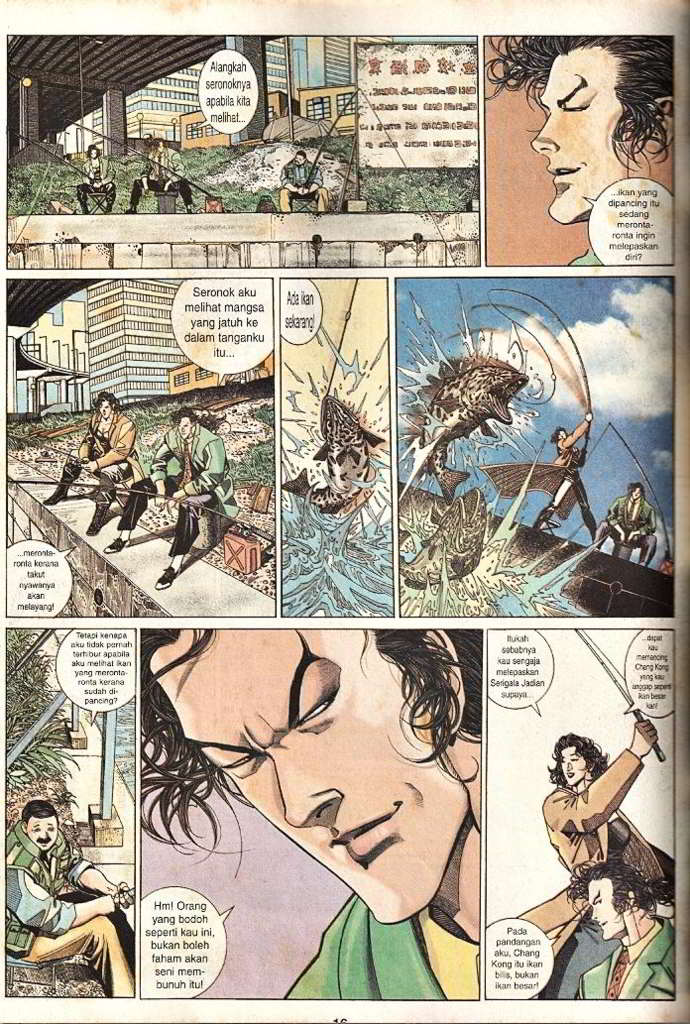 Alangkah
seronoknya
apabila kita
melihat...
...ikan yang
dipancing itu
sedang
meronta-
ronta ingin
melepaskan
diri?
Seronok aku
melihat mangsa
yang jatuh ke
dalam tanganku
itu...
...meronta-
ronta kerana
takut
nyawanya
akan
melayang!
Ada ikan
sekarang!
Tetapi kenapa
aku tidak pernah
terhibur apabila
aku melihat ikan
yang meronta-
ronta kerana
sudah di-
pancing?
Hm! Orang
yang bodoh
seperti kau ini,
bukan boleh
faham akan
seni mem-
bunuh itu!
Itukah
sebabnya
kau sengaja
melepaskan
Serigala Jadian
supaya..
...dapat
kau
memancing
Chang Kong
yang kau
anggap seperti
ikan besar
kan!
Pada
pandangan
aku, Chang
Kong itu ikan
bilis, bukan
ikan besar!
16